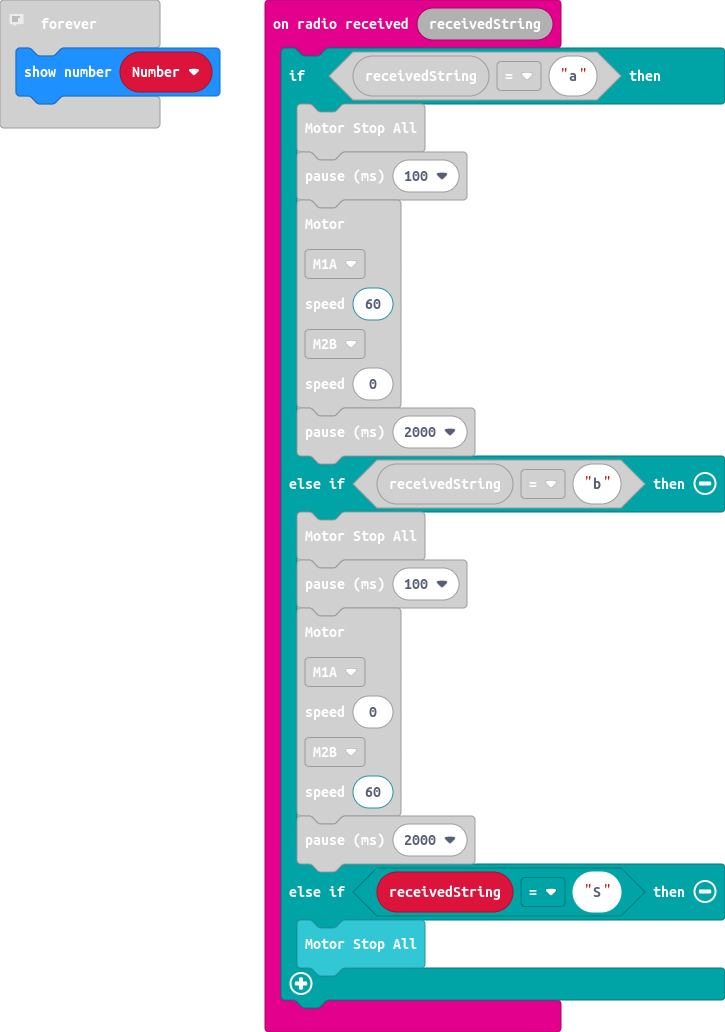 forever
show number Number
on radio received receivedString
if receivedString = "a" then
Motor Stop All
pause (ms) 100
Motor
M1A
speed 60
M2B
speed 0
pause (ms) 2000
else if receivedString = "b" then
Motor Stop All
pause (ms) 100
Motor
M1A
speed 0
M2B
speed 60
pause (ms) 2000
else if receivedString = "S" then
Motor Stop All